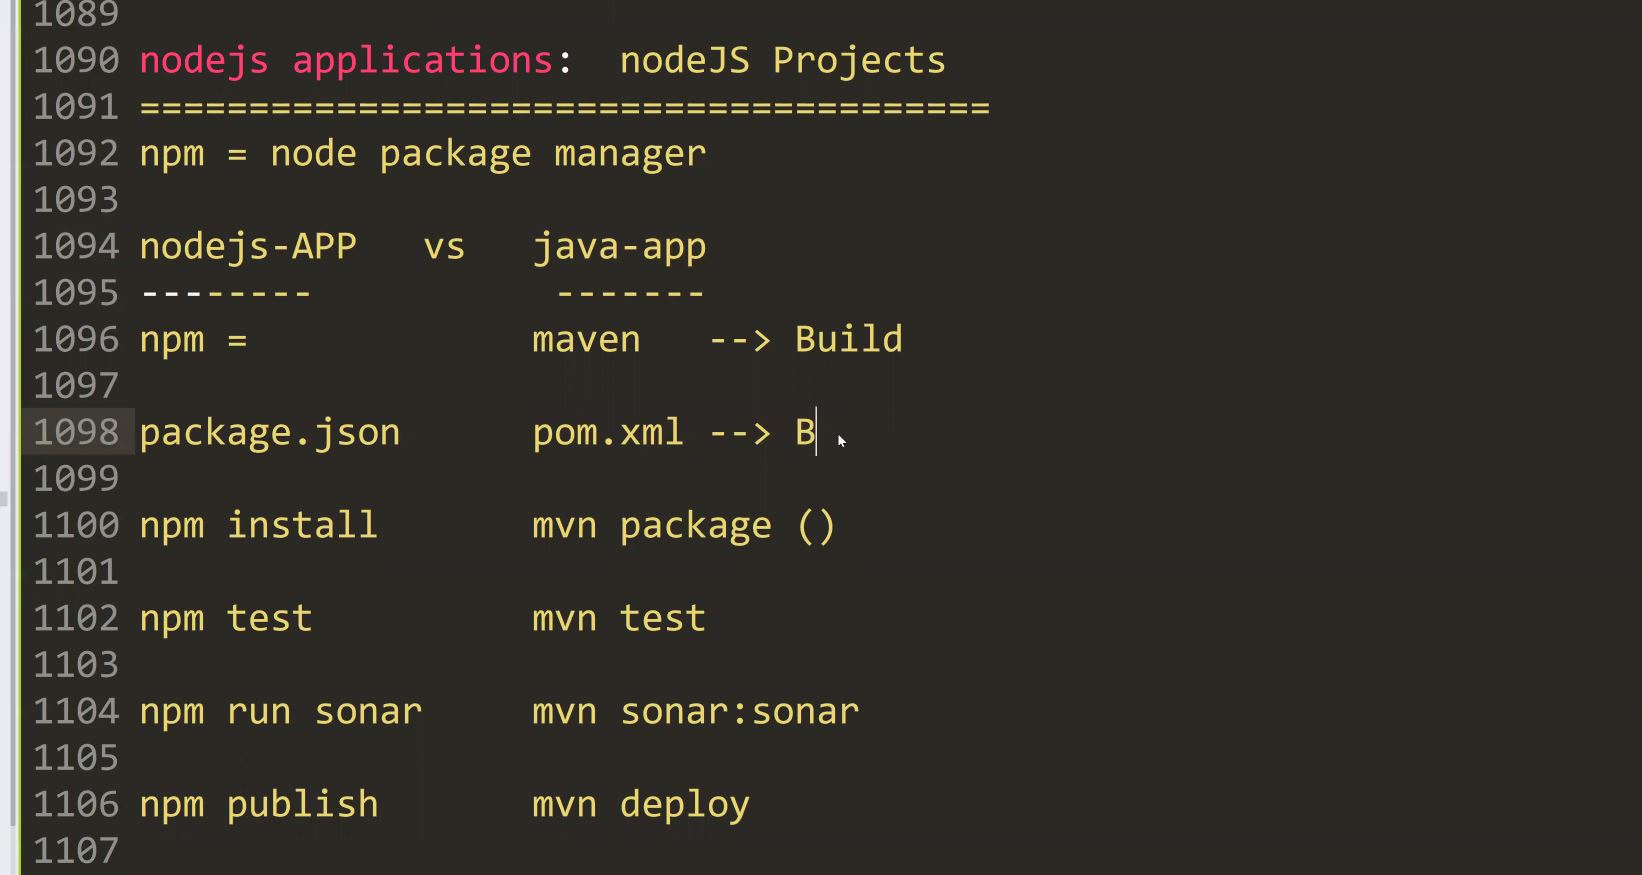 1089
1090 nodejs applications:  nodeJS Projects
1091 =======================================
1092 npm = node package manager
1093
1094 nodejs-APP   vs   java-app
1095 --------           -------
1096 npm =             maven   --> Build
1097
1098 package.json      pom.xml --> B
1099
1100 npm install       mvn package ()
1101
1102 npm test          mvn test
1103
1104 npm run sonar     mvn sonar:sonar
1105
1106 npm publish       mvn deploy
1107